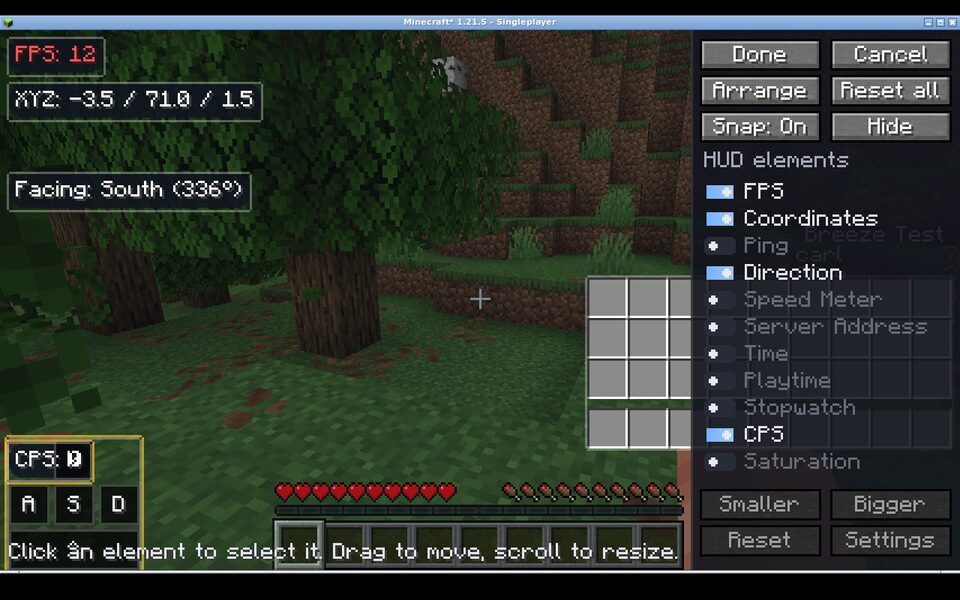 Minecraft* 1.21.5 - Singleplayer
FPS: 12
XYZ: -3.5 / 71.0 / 1.5
Facing: South (336°)
Done
Cancel
Arrange
Reset all
Snap: On
Hide
HUD elements
FPS
Coordinates
Breeze Test
Ping
carl
Direction
Speed Meter
Server Address
Time
Playtime
Stopwatch
CPS
Saturation
CPS: 0
A S D
Smaller
Bigger
Reset
Settings
Click an element to select it. Drag to move, scroll to resize.